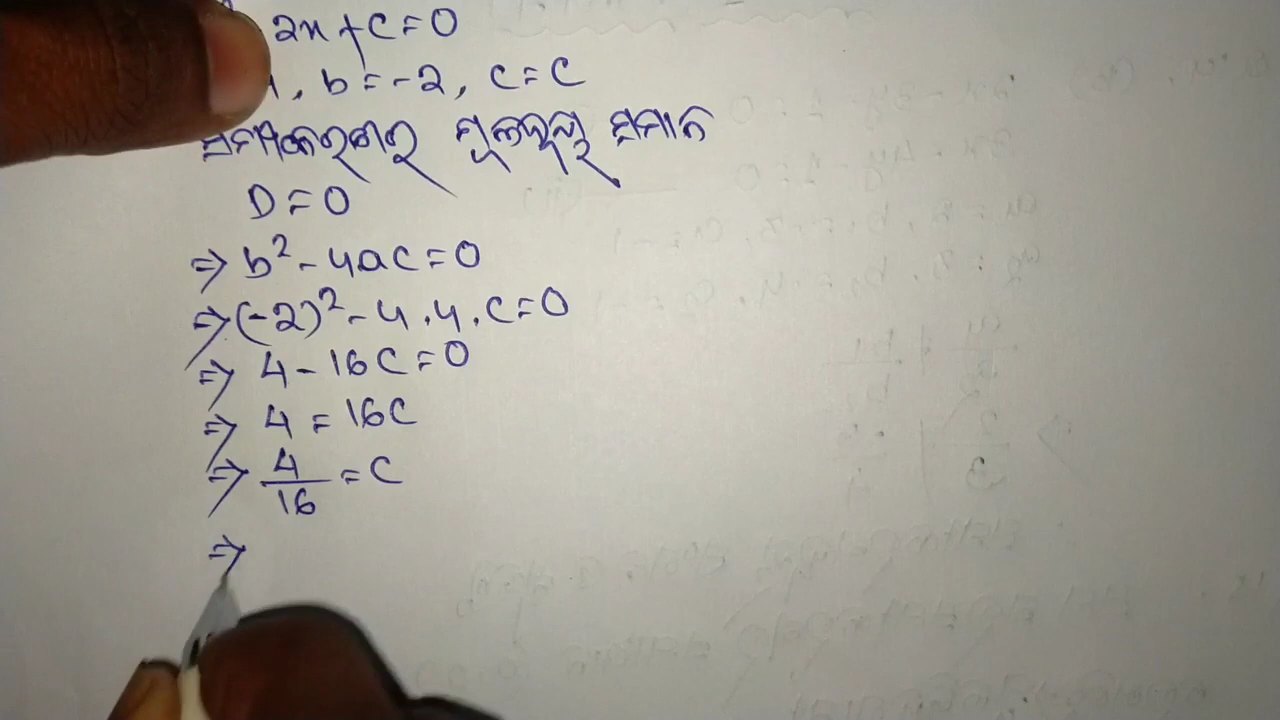 2x + c = 0
, b = -2, c = c
ସମୀକରଣର ମୂଳଦ୍ୱୟ ସମାନ
D = 0
⇒ b² - 4ac = 0
⇒ (-2)² - 4 . 4 . c = 0
⇒ 4 - 16c = 0
⇒ 4 = 16c
⇒ 4/16 = c
⇒